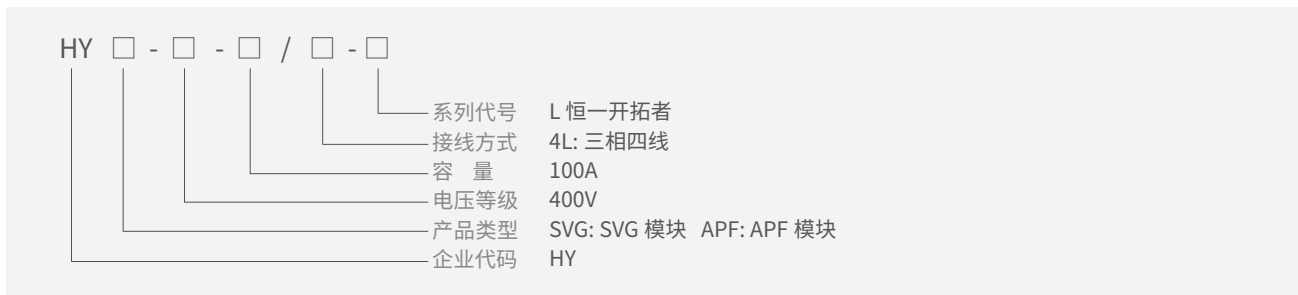 HY □ - □ - □ / □ - □
系列代号 L 恒一开拓者
接线方式 4L: 三相四线
容 量 100A
电压等级 400V
产品类型 SVG: SVG 模块 APF: APF 模块
企业代码 HY